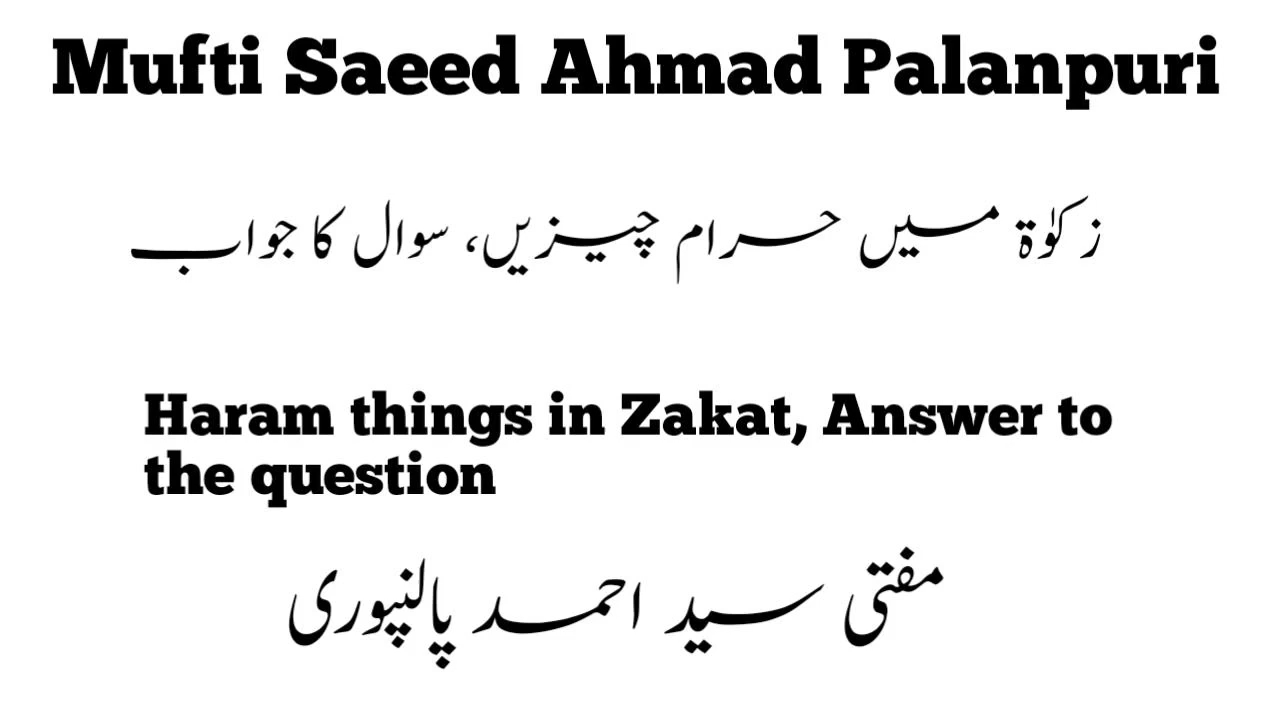 Mufti Saeed Ahmad Palanpuri
زکوٰۃ میں حرام چیزیں، سوال کا جواب
Haram things in Zakat, Answer to
the question
مفتی سید احمد پالنپوری